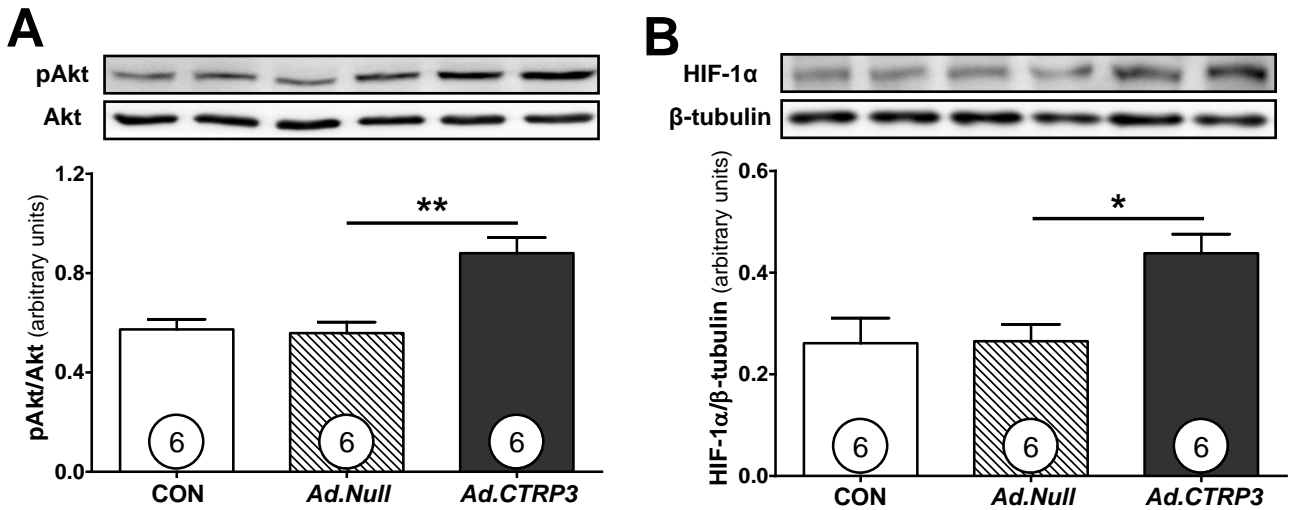 A
pAkt
Akt
pAkt/Akt (arbitrary units)
1.2
0.8
0.4
0.0
**
6
6
6
CON
Ad.Null
Ad.CTRP3
B
HIF-1α
β-tubulin
HIF-1α/β-tubulin (arbitrary units)
0.6
0.4
0.2
0.0
*
6
6
6
CON
Ad.Null
Ad.CTRP3